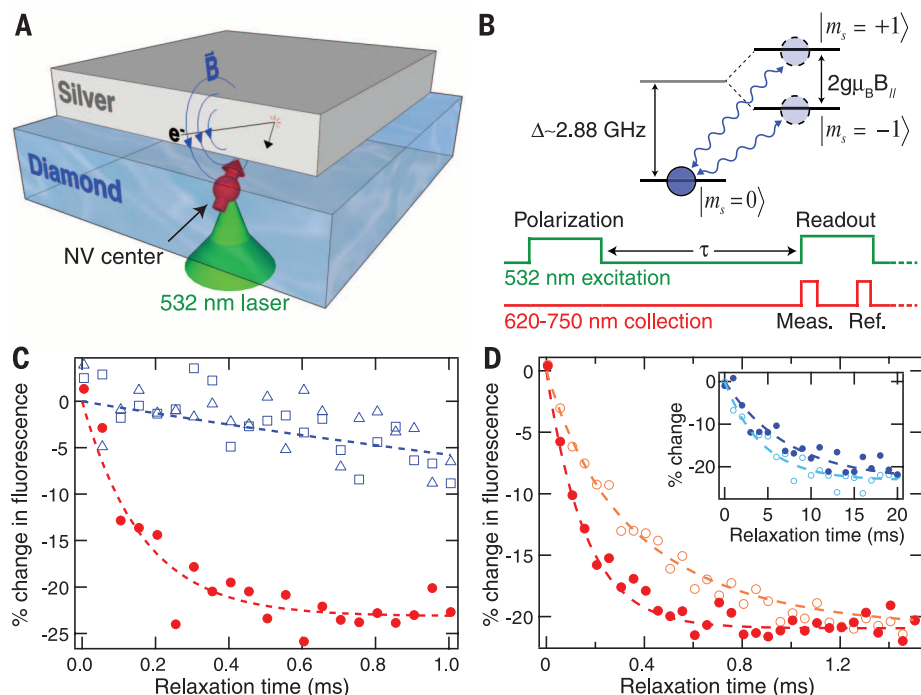 A
B
Silver
Diamond
e-
NV center
532 nm laser
B
|m_s = +1⟩
2gμ_B B_//
|m_s = −1⟩
Δ~2.88 GHz
|m_s = 0⟩
Polarization
τ
Readout
532 nm excitation
620-750 nm collection
Meas.
Ref.
C
% change in fluorescence
0
-5
-10
-15
-20
-25
0.0
0.2
0.4
0.6
0.8
1.0
Relaxation time (ms)
D
% change in fluorescence
0
-5
-10
-15
-20
0
0.4
0.8
1.2
Relaxation time (ms)
% change
0
-10
-20
0
5
10
15
20
Relaxation time (ms)